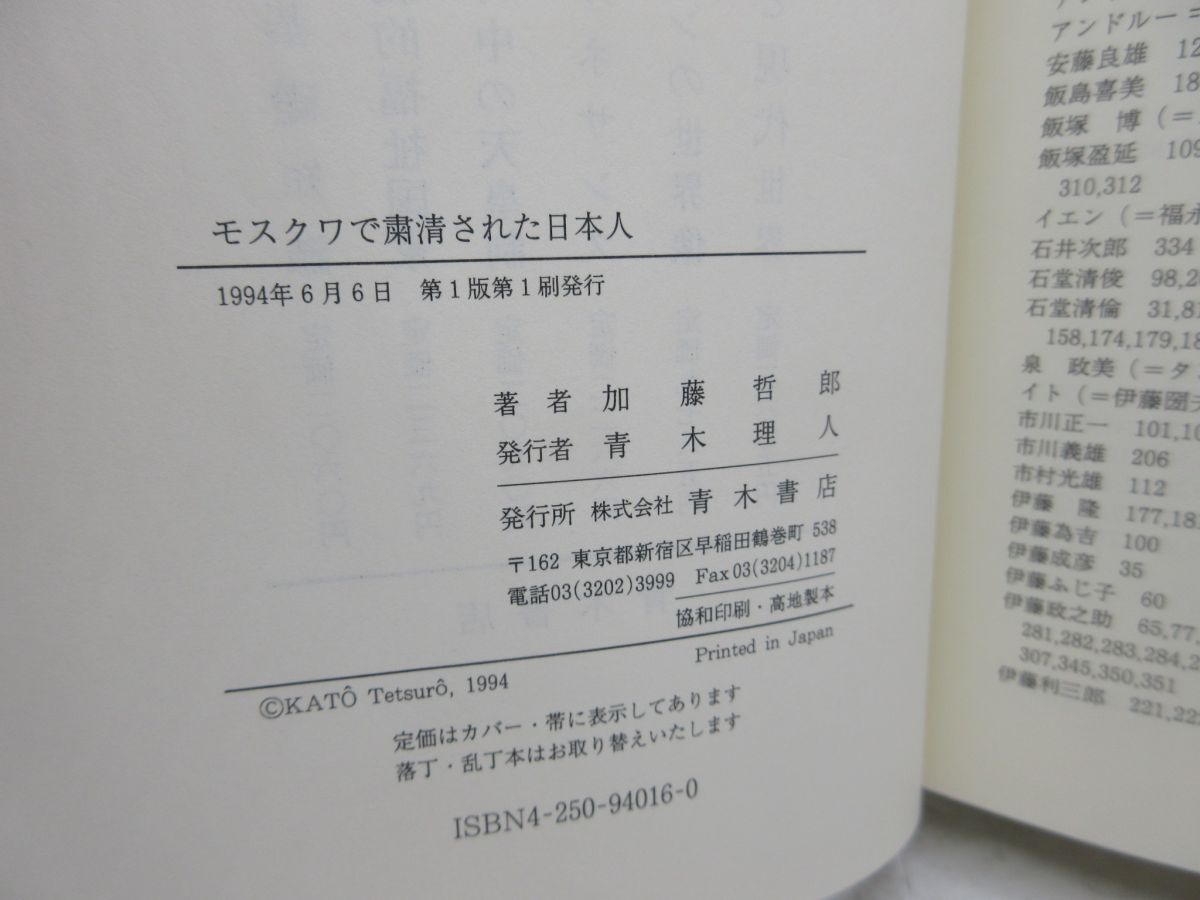 モスクワで粛清された日本人
1994年6月6日 第1版第1刷発行
著者 加藤哲郎
発行者 青木理人
発行所 株式会社 青木書店
〒162 東京都新宿区早稲田鶴巻町 538
電話03(3202)3999 Fax03(3204)1187
協和印刷・高地製本
Printed in Japan
©KATÔ Tetsurô, 1994
定価はカバー・帯に表示してあります
落丁・乱丁本はお取り替えいたします
ISBN4-250-94016-0
アンドルー=
安藤良雄 12
飯島喜美 18
飯塚 博 (=
飯塚盈延 109
310,312
イエン (=福永
石井次郎 334
石堂清俊 98,2
石堂清倫 31,81
158,174,179,18
泉 政美 (=タ
イト (=伊藤
市川正一 101,10
市川義雄 206
市村光雄 112
伊藤 隆 177,181
伊藤為吉 100
伊藤成彦 35
伊藤ふじ子 60
伊藤政之助 65,77
281,282,283,284,2
307,345,350,351
伊藤利三郎 221,22